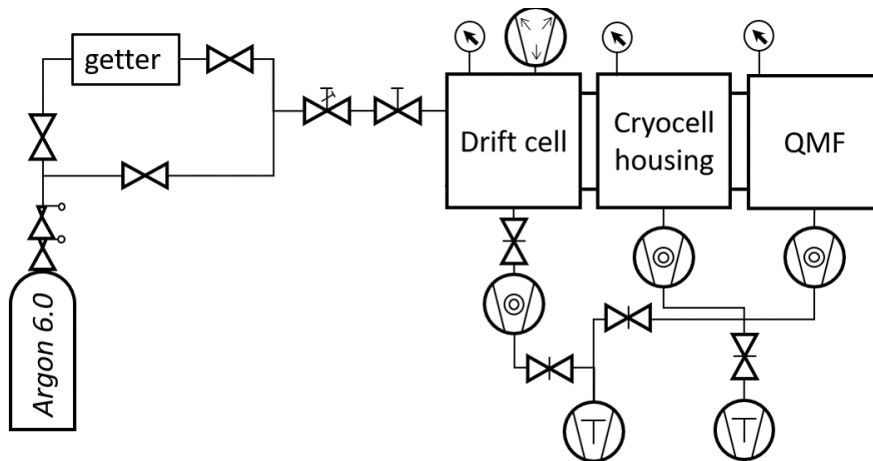 getter
Drift cell
Cryocell
housing
QMF
Argon 6.0